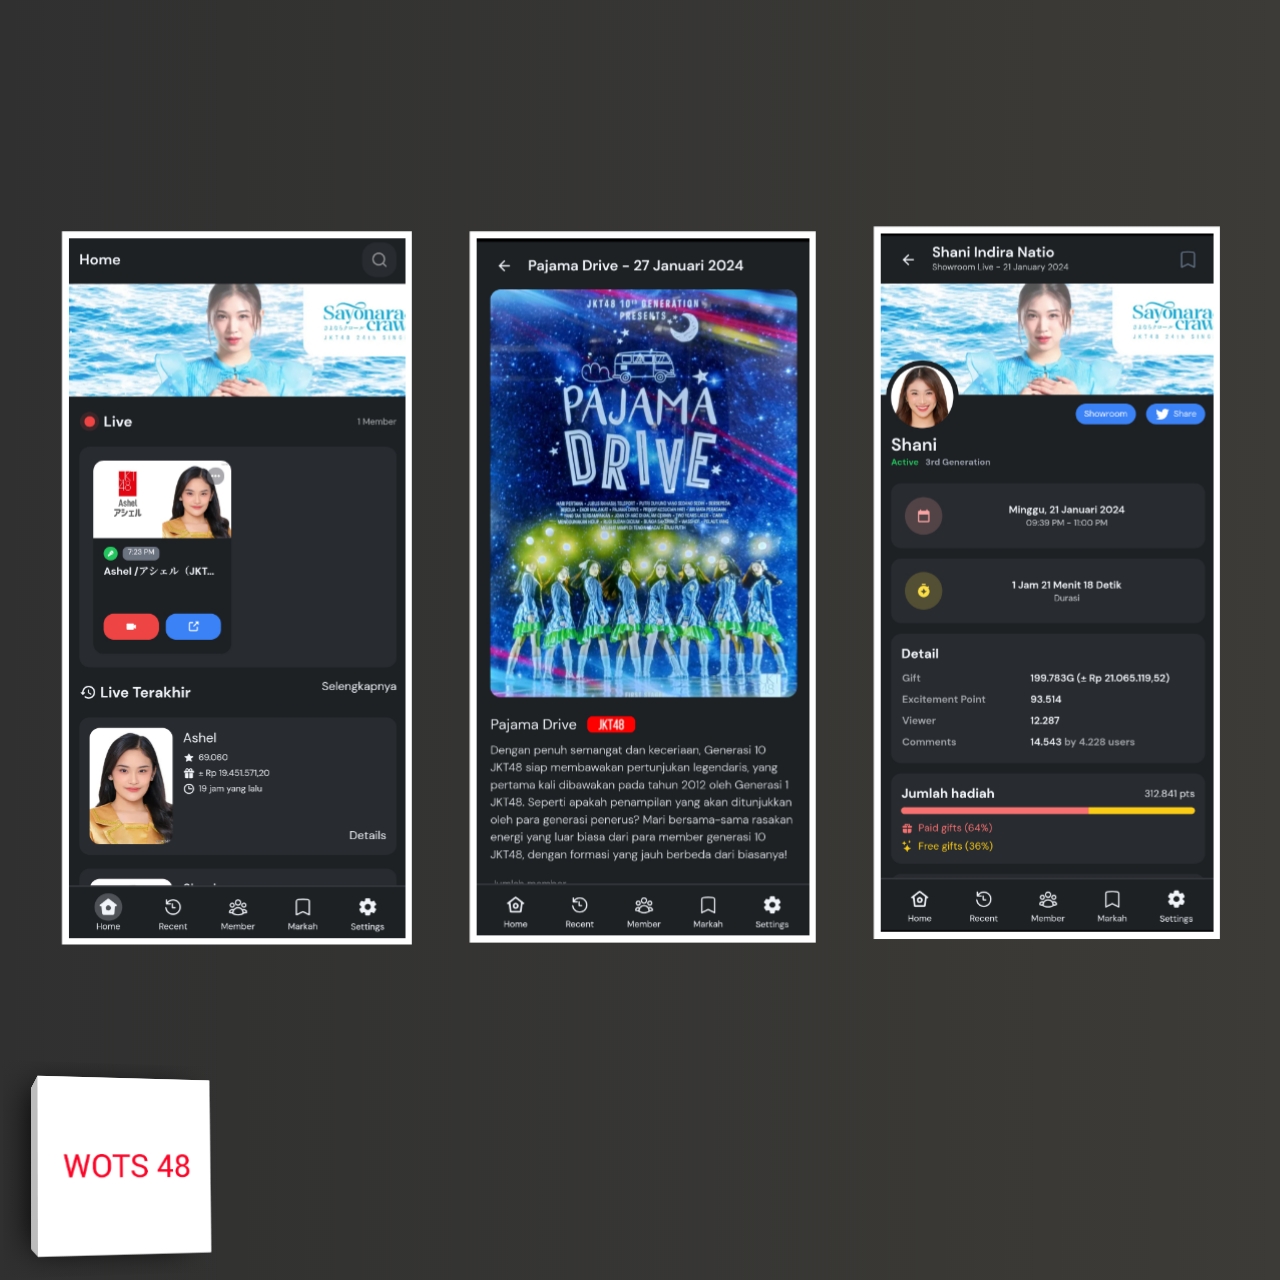 Home
Sayonara
craw
Live
1 Member
JKT
48
Ashel
アシェル
7:23 PM
Ashel /アシェル（JKT...
Live Terakhir
Selengkapnya
Ashel
69.060
± Rp 19.451.571,20
19 jam yang lalu
Details
Home
Recent
Member
Markah
Settings
Pajama Drive - 27 Januari 2024
JKT48 10TH GENERATION
PRESENTS
PAJAMA
DRIVE
Pajama Drive JKT48
Dengan penuh semangat dan keceriaan, Generasi 10
JKT48 siap membawakan pertunjukan legendaris, yang
pertama kali dibawakan pada tahun 2012 oleh Generasi 1
JKT48. Seperti apakah penampilan yang akan ditunjukkan
oleh para generasi penerus? Mari bersama-sama rasakan
energi yang luar biasa dari para member generasi 10
JKT48, dengan formasi yang jauh berbeda dari biasanya!
Home
Recent
Member
Markah
Settings
Shani Indira Natio
Showroom Live - 21 January 2024
Sayonara
craw
Showroom
Share
Shani
Active 3rd Generation
Minggu, 21 Januari 2024
09:39 PM - 11:00 PM
1 Jam 21 Menit 18 Detik
Durasi
Detail
Gift 199.783G (± Rp 21.065.119,52)
Excitement Point 93.514
Viewer 12.287
Comments 14.543 by 4.228 users
Jumlah hadiah 312.841 pts
Paid gifts (64%)
Free gifts (36%)
Home
Recent
Member
Markah
Settings
WOTS 48